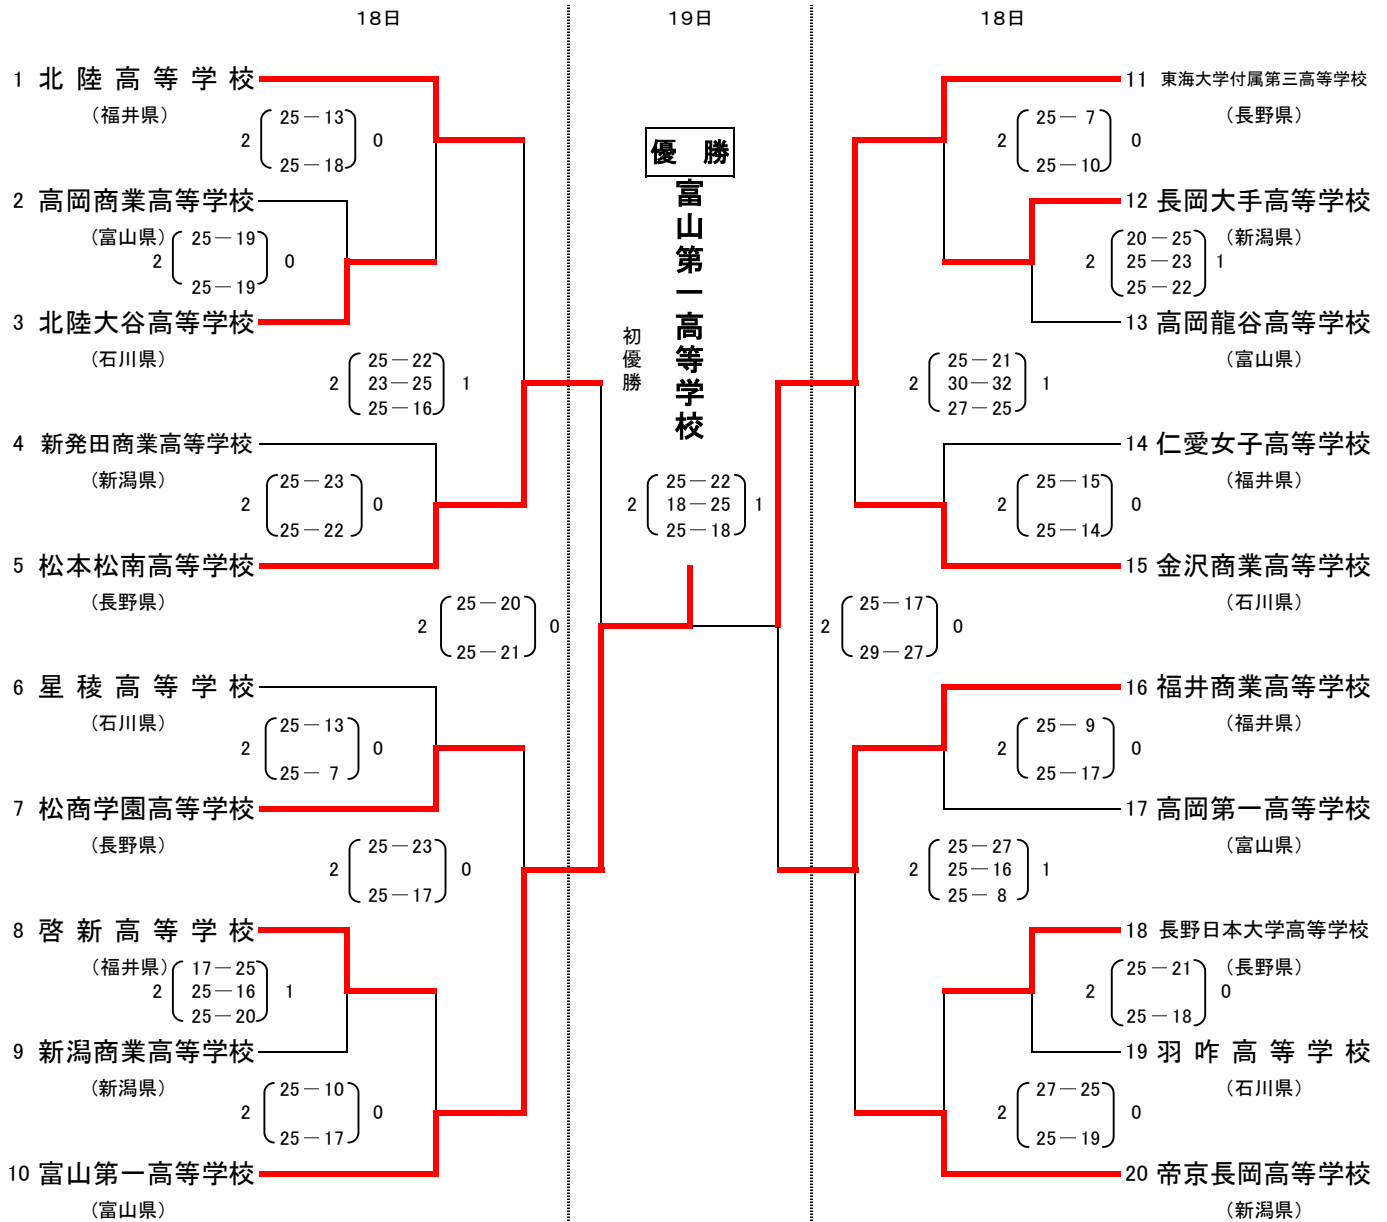 18日
19日
18日
1 北陸高等学校
（福井県）
2 25－13 0
25－18
2 高岡商業高等学校
（富山県）
2 25－19 0
25－19
3 北陸大谷高等学校
（石川県）
25－22
2 23－25 1
25－16
4 新発田商業高等学校
（新潟県）
2 25－23 0
25－22
5 松本松南高等学校
（長野県）
2 25－20 0
25－21
6 星稜高等学校
（石川県）
2 25－13 0
25－7
7 松商学園高等学校
（長野県）
2 25－23 0
25－17
8 啓新高等学校
（福井県）
17－25
2 25－16 1
25－20
9 新潟商業高等学校
（新潟県）
2 25－10 0
25－17
10 富山第一高等学校
（富山県）
優勝
富山第一高等学校
初優勝
25－22
2 18－25 1
25－18
11 東海大学付属第三高等学校
（長野県）
2 25－7 0
25－10
12 長岡大手高等学校
（新潟県）
20－25
2 25－23 1
25－22
13 高岡龍谷高等学校
（富山県）
25－21
2 30－32 1
27－25
14 仁愛女子高等学校
（福井県）
2 25－15 0
25－14
15 金沢商業高等学校
（石川県）
2 25－17 0
29－27
16 福井商業高等学校
（福井県）
2 25－9 0
25－17
17 高岡第一高等学校
（富山県）
25－27
2 25－16 1
25－8
18 長野日本大学高等学校
（長野県）
2 25－21 0
25－18
19 羽咋高等学校
（石川県）
2 27－25 0
25－19
20 帝京長岡高等学校
（新潟県）